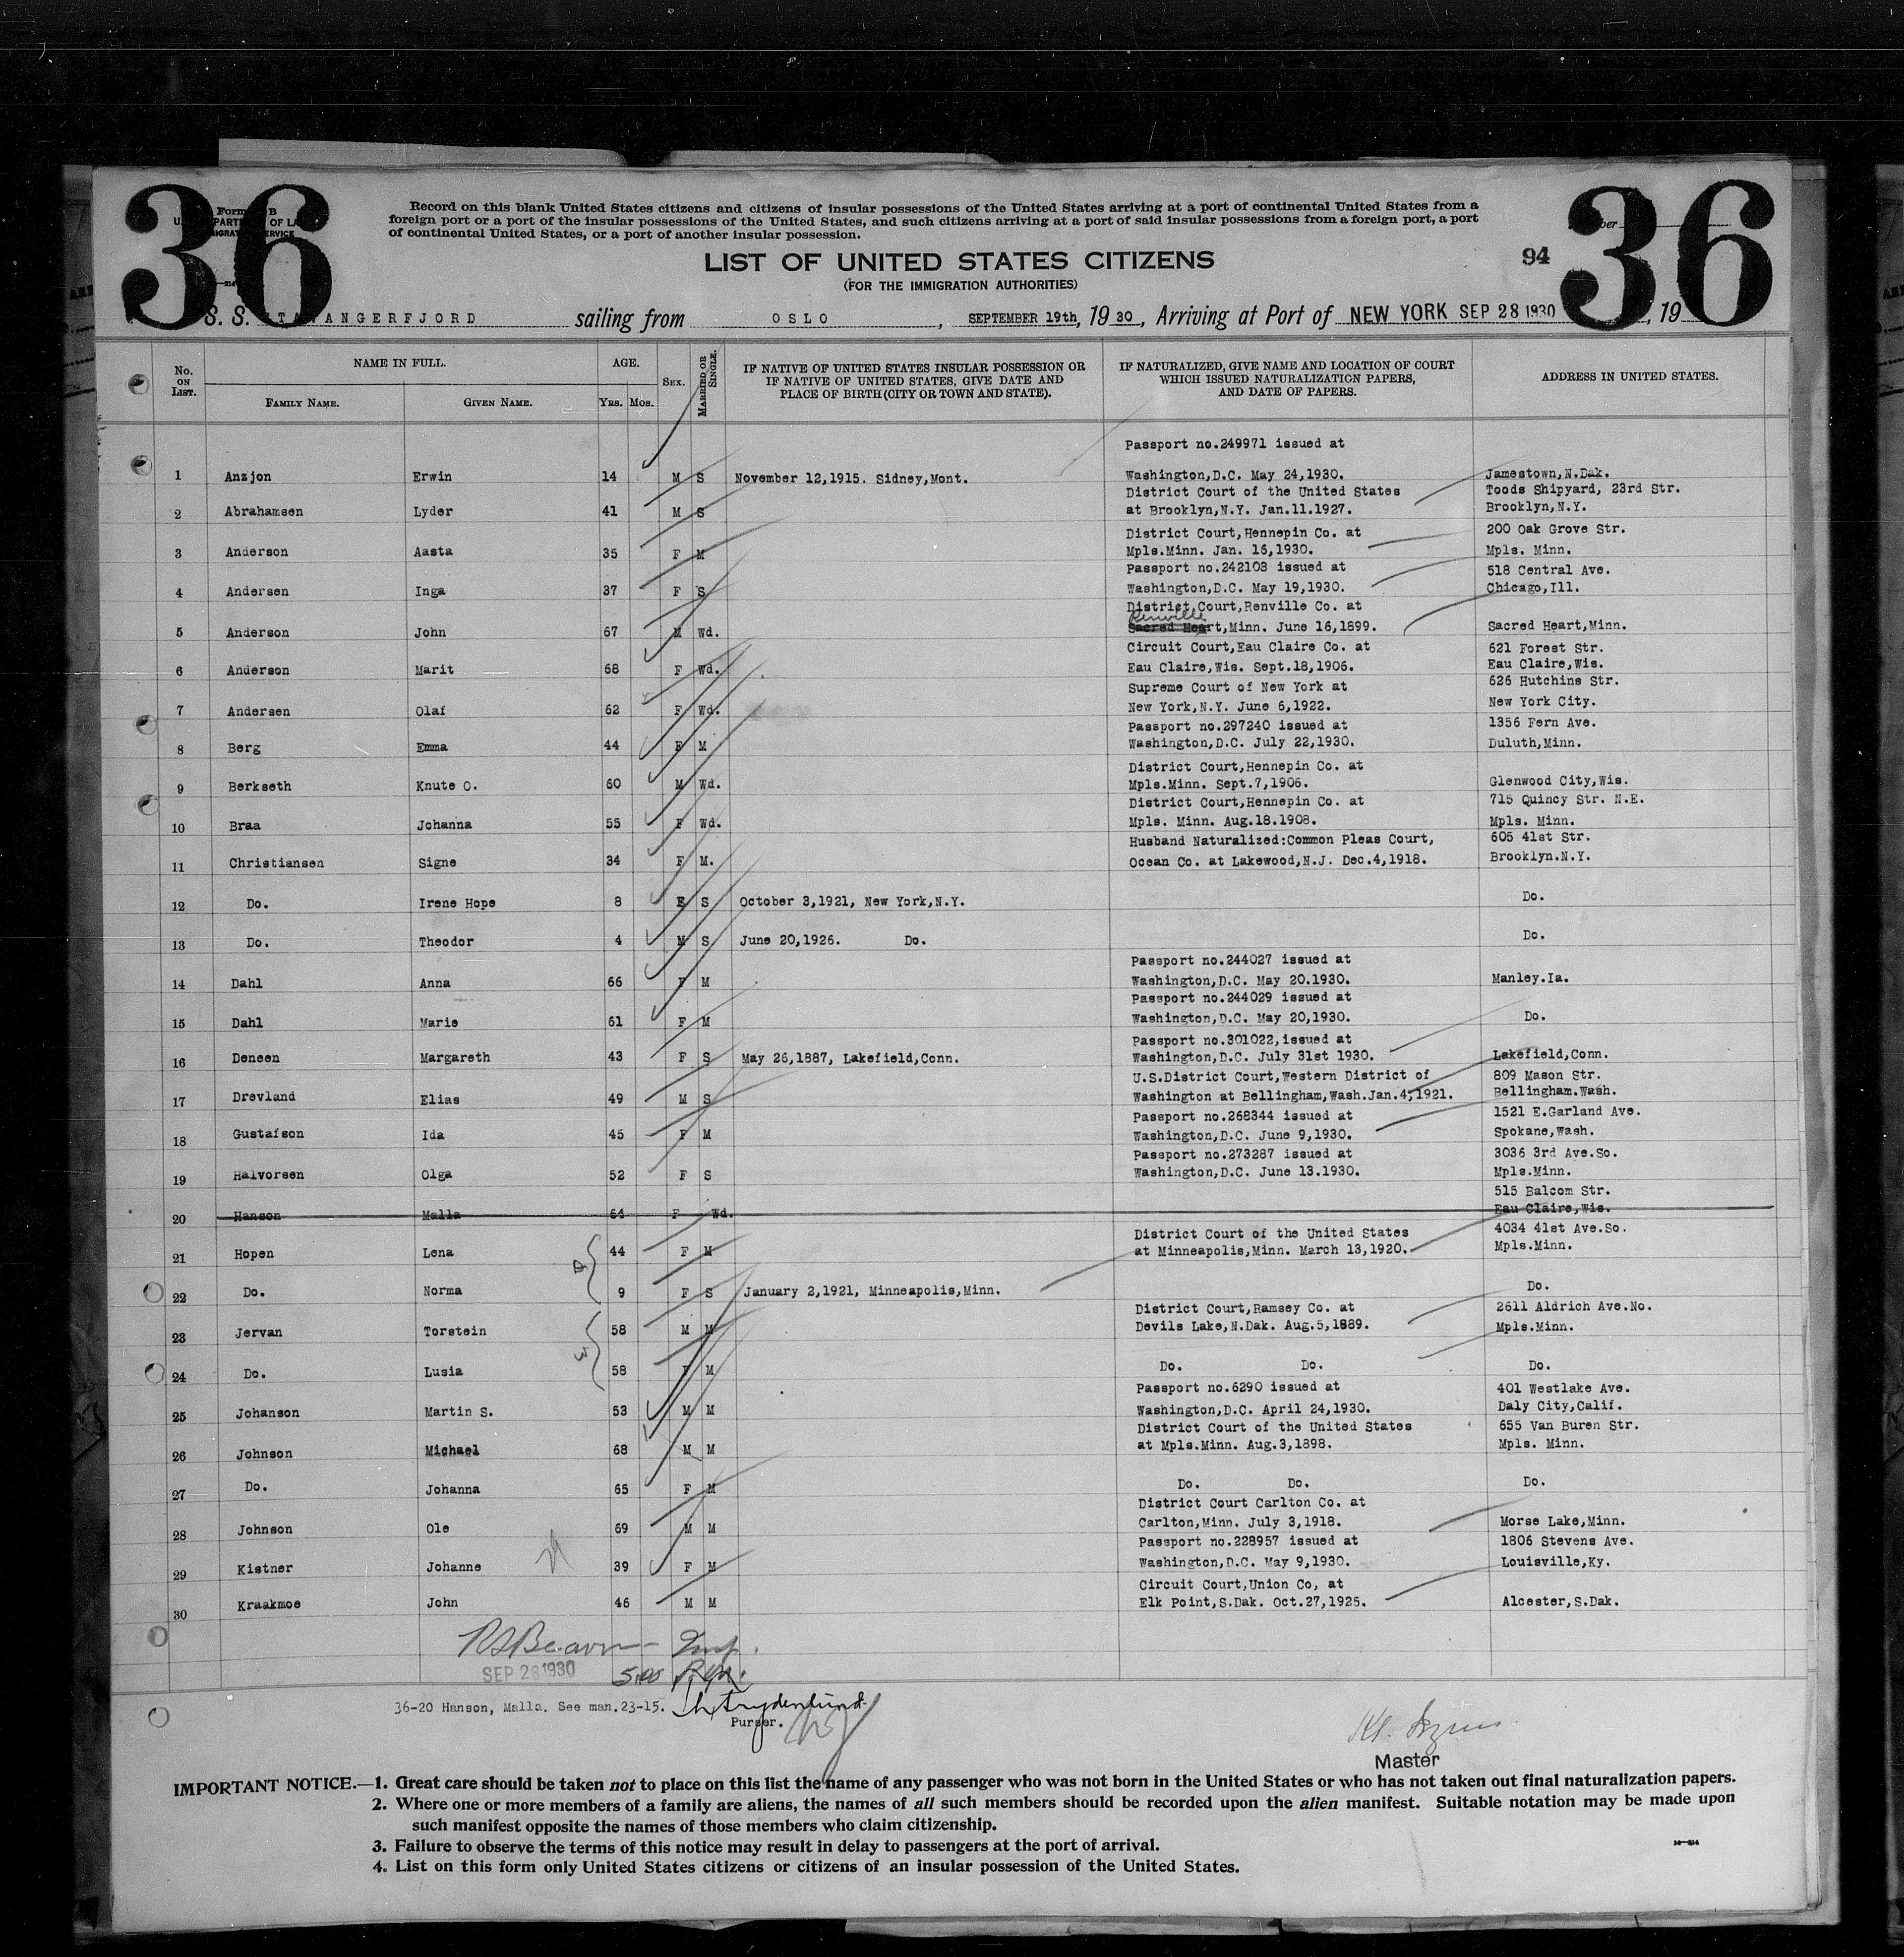 36
36
Form B
Record on this blank United States citizens and citizens of insular possessions of the United States arriving at a port of continental United States from a
foreign port or a port of the insular possessions of the United States, and such citizens arriving at a port of said insular possessions from a foreign port, a port
of continental United States, or a port of another insular possession.
LIST OF UNITED STATES CITIZENS
94
(FOR THE IMMIGRATION AUTHORITIES)
S. S. STAVANGERFJORD sailing from OSLO, SEPTEMBER 19th, 1930, Arriving at Port of NEW YORK SEP 28 1930, 19
No. ON LIST. NAME IN FULL. FAMILY NAME. GIVEN NAME. AGE. YRS. MOS. SEX. MARRIED OR SINGLE. IF NATIVE OF UNITED STATES INSULAR POSSESSION OR IF NATIVE OF UNITED STATES, GIVE DATE AND PLACE OF BIRTH (CITY OR TOWN AND STATE). IF NATURALIZED, GIVE NAME AND LOCATION OF COURT WHICH ISSUED NATURALIZATION PAPERS, AND DATE OF PAPERS. ADDRESS IN UNITED STATES.
Passport no.249971 issued at
1 Anzjon Erwin 14 M S November 12,1915. Sidney,Mont. Washington,D.C. May 24,1930. Jamestown,N.Dak.
District Court of the United States Toods Shipyard, 23rd Str.
2 Abrahamsen Lyder 41 M S at Brooklyn,N.Y. Jan.11.1927. Brooklyn,N.Y.
District Court,Hennepin Co. at 200 Oak Grove Str.
3 Anderson Aasta 35 F M Mpls.Minn. Jan. 16,1930. Mpls. Minn.
Passport no.242103 issued at 518 Central Ave.
4 Andersen Inga 37 F S Washington,D.C. May 19,1930. Chicago,Ill.
District Court,Renville Co. at
Renville
5 Anderson John 67 M Wd. Sacred Heart,Minn. June 16,1899. Sacred Heart,Minn.
Circuit Court,Eau Claire Co. at 621 Forest Str.
6 Anderson Marit 68 F Wd. Eau Claire,Wis. Sept.18,1906. Eau Claire,Wis.
Supreme Court of New York at 626 Hutchins Str.
7 Andersen Olaf 62 F Wd. New York,N.Y. June 6,1922. New York City.
Passport no.297240 issued at 1356 Fern Ave.
8 Berg Emma 44 F M Washington,D.C. July 22,1930. Duluth,Minn.
District Court,Hennepin Co. at
9 Berkseth Knute O. 60 M Wd. Mpls.Minn. Sept.7,1906. Glenwood City,Wis.
District Court,Hennepin Co. at 715 Quincy Str. N.E.
10 Braa Johanna 55 F Wd. Mpls. Minn. Aug.18.1908. Mpls. Minn.
Husband Naturalized:Common Pleas Court, 605 41st Str.
11 Christiansen Signe 34 F M. Ocean Co. at Lakewood,N.J. Dec.4,1918. Brooklyn.N.Y.
12 Do. Irene Hope 8 F S October 3,1921, New York,N.Y. Do.
13 Do. Theodor 4 M S June 20,1926. Do. Do.
Passport no.244027 issued at
14 Dahl Anna 66 F M Washington,D.C. May 20.1930. Manley.Ia.
Passport no.244029 issued at
15 Dahl Marie 61 F M Washington,D.C. May 20,1930. Do.
Passport no.301022,issued at
16 Deneen Margareth 43 F S May 26,1887, Lakefield,Conn. Washington,D.C. July 31st 1930. Lakefield,Conn.
U.S.District Court,Western District of 809 Mason Str.
17 Drevland Elias 49 M S Washington at Bellingham,Wash.Jan.4,1921. Bellingham.Wash.
Passport no.268344 issued at 1521 E.Garland Ave.
18 Gustafson Ida 45 F M Washington,D.C. June 9,1930. Spokane,Wash.
Passport no.273287 issued at 3036 3rd Ave.So.
19 Halvorsen Olga 52 F S Washington,D.C. June 13.1930. Mpls.Minn.
515 Balcom Str.
20 Hanson Malla 64 F Wd. Eau Claire,Wis.
District Court of the United States 4034 41st Ave.So.
21 Hopen Lena 44 F M at Minneapolis,Minn. March 13,1920. Mpls.Minn.
22 Do. Norma 9 F S January 2,1921, Minneapolis,Minn. Do.
District Court,Ramsey Co. at 2611 Aldrich Ave.No.
23 Jervan Torstein 58 M M Devils Lake,N.Dak. Aug.5,1889. Mpls.Minn.
24 Do. Lusia 58 F M Do. Do. Do.
Passport no.6290 issued at 401 Westlake Ave.
25 Johanson Martin S. 53 M M Washington,D.C. April 24,1930. Daly City,Calif.
District Court of the United States 655 Van Buren Str.
26 Johnson Michael 68 M M at Mpls.Minn. Aug.3,1898. Mpls. Minn.
27 Do. Johanna 65 F M Do. Do. Do.
District Court Carlton Co. at
28 Johnson Ole 69 M M Carlton,Minn. July 3,1918. Morse Lake,Minn.
Passport no.228957 issued at 1806 Stevens Ave.
29 Kistner Johanne 39 F M Washington,D.C. May 9,1930. Louisville,Ky.
Circuit Court,Union Co, at
30 Kraakmoe John 46 M M Elk Point,S.Dak. Oct.27,1925. Alcester,S.Dak.
SEP 28 1930
36-20 Hanson, Malla. See man.23-15.
Purser.
Master
IMPORTANT NOTICE.—1. Great care should be taken not to place on this list the name of any passenger who was not born in the United States or who has not taken out final naturalization papers.
2. Where one or more members of a family are aliens, the names of all such members should be recorded upon the alien manifest. Suitable notation may be made upon
such manifest opposite the names of those members who claim citizenship.
3. Failure to observe the terms of this notice may result in delay to passengers at the port of arrival.
4. List on this form only United States citizens or citizens of an insular possession of the United States.